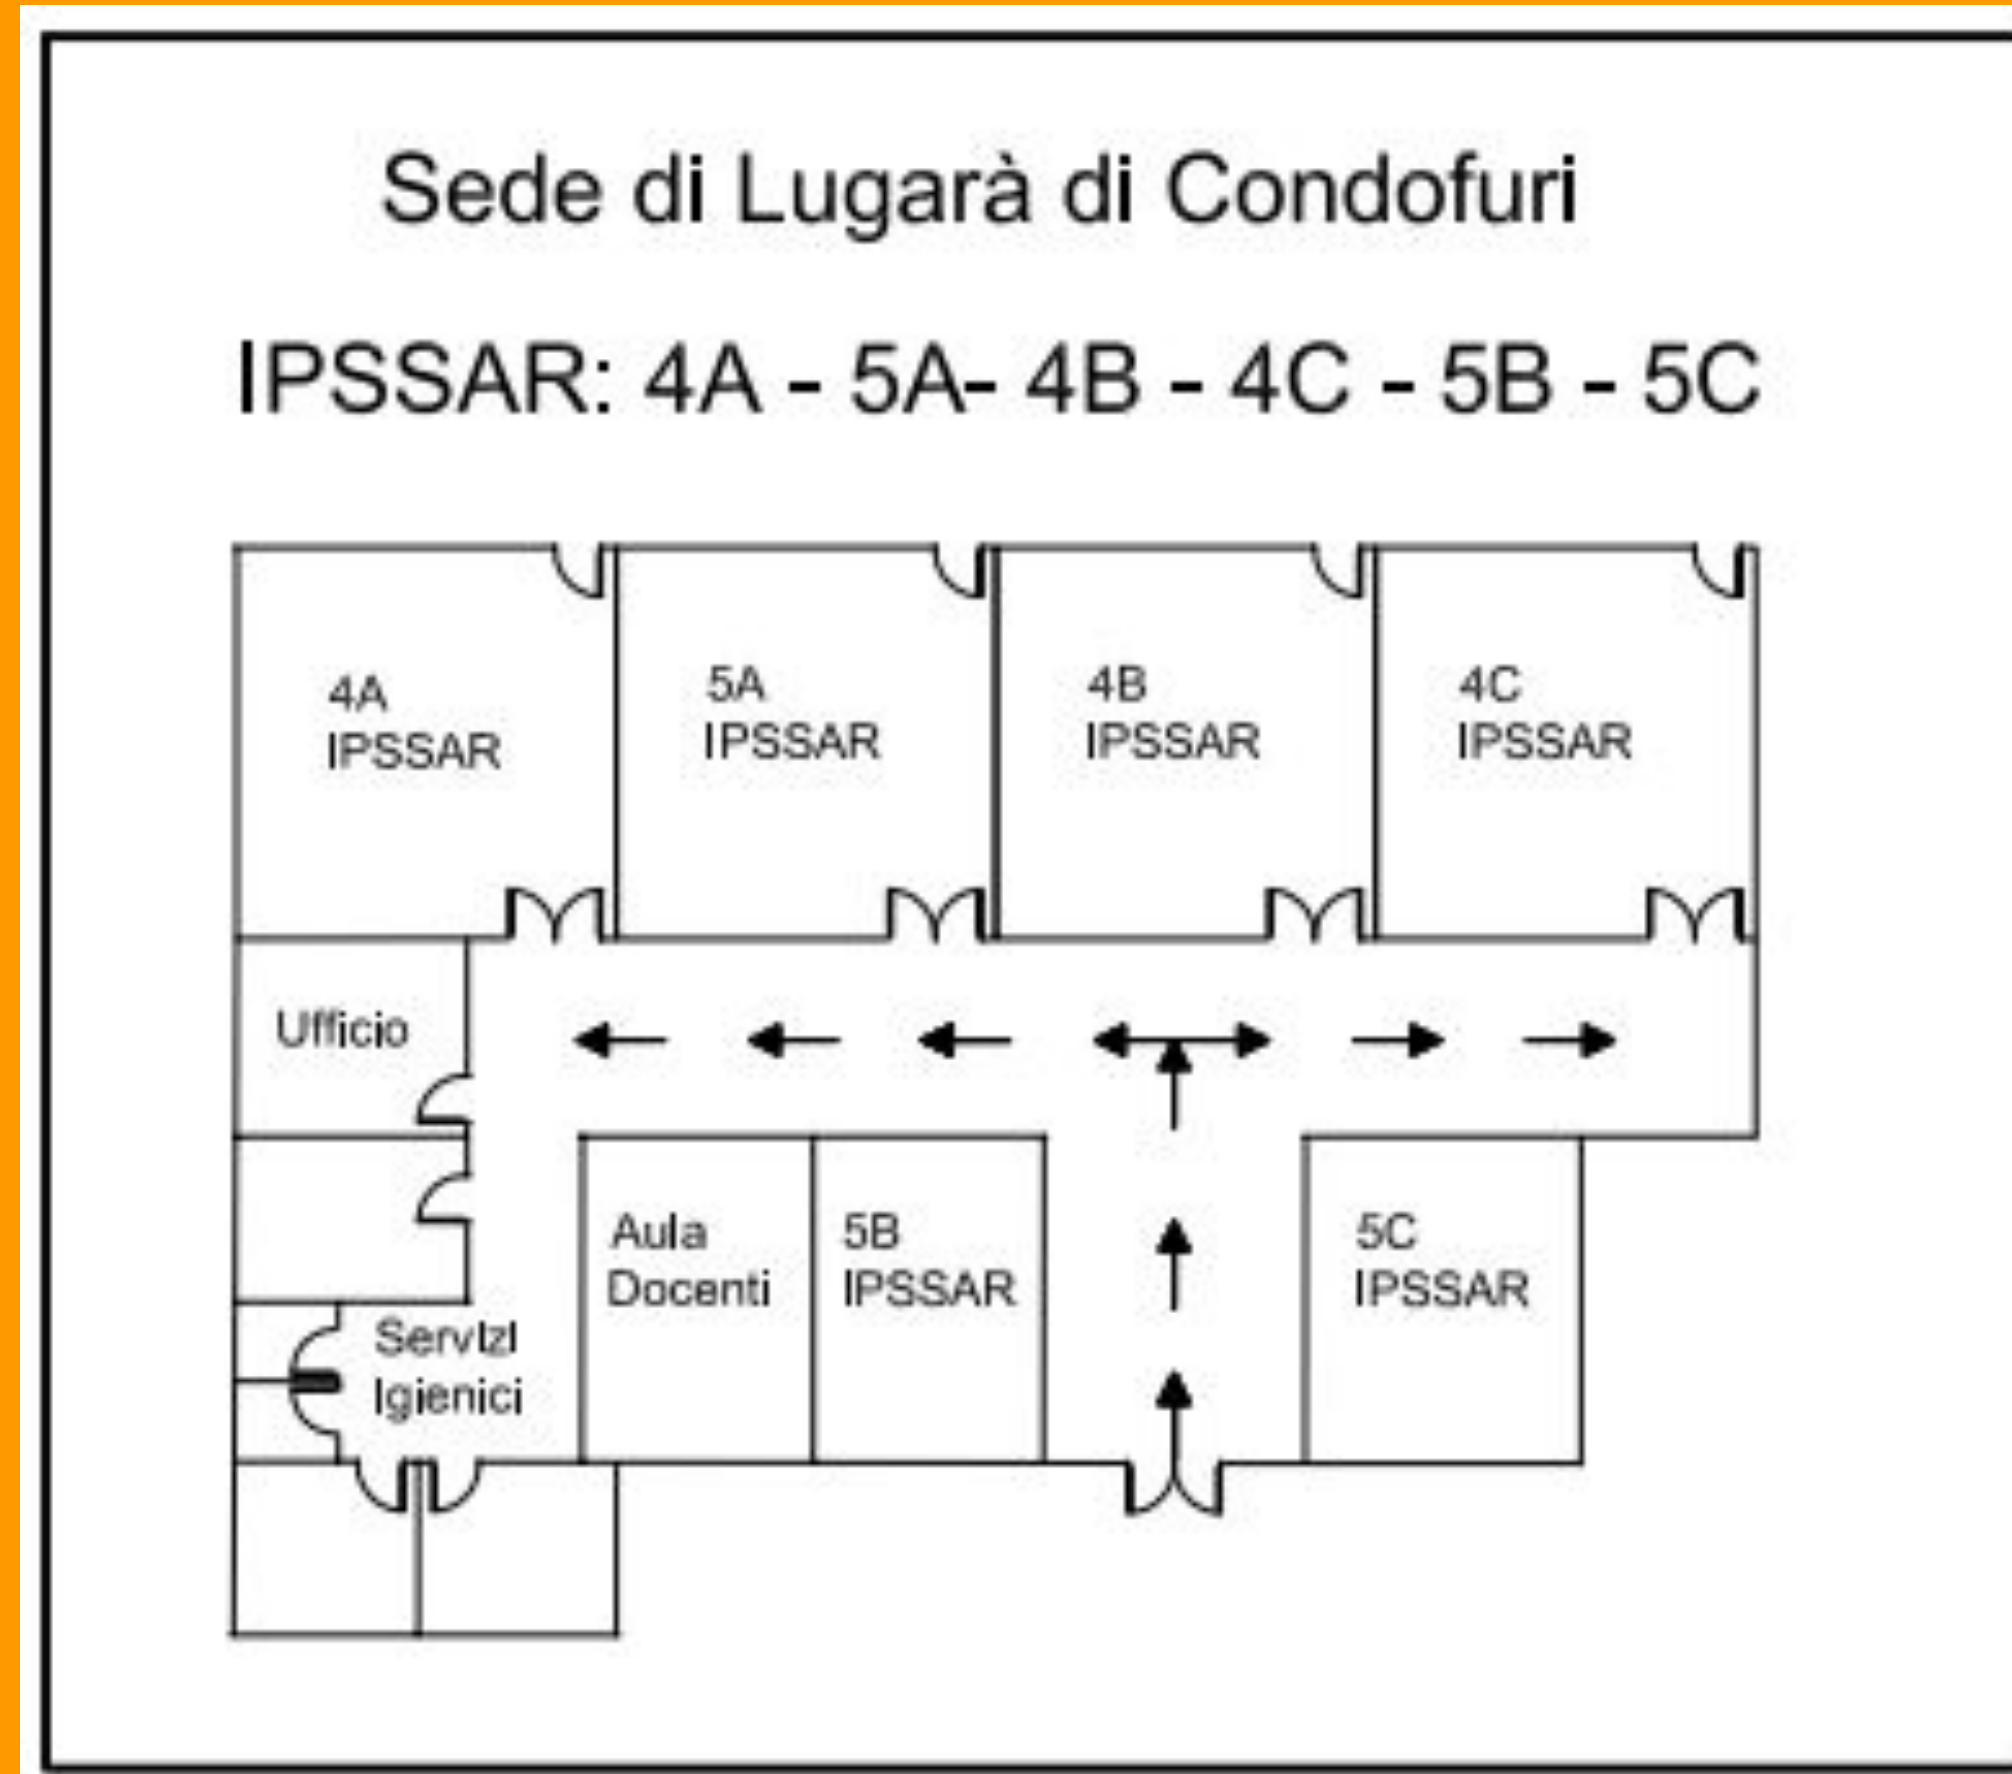 Sede di Lugarà di Condofuri
IPSSAR: 4A - 5A- 4B - 4C - 5B - 5C
4A
IPSSAR
5A
IPSSAR
4B
IPSSAR
4C
IPSSAR
Ufficio
Aula
Docenti
5B
IPSSAR
5C
IPSSAR
Servizi
Igienici